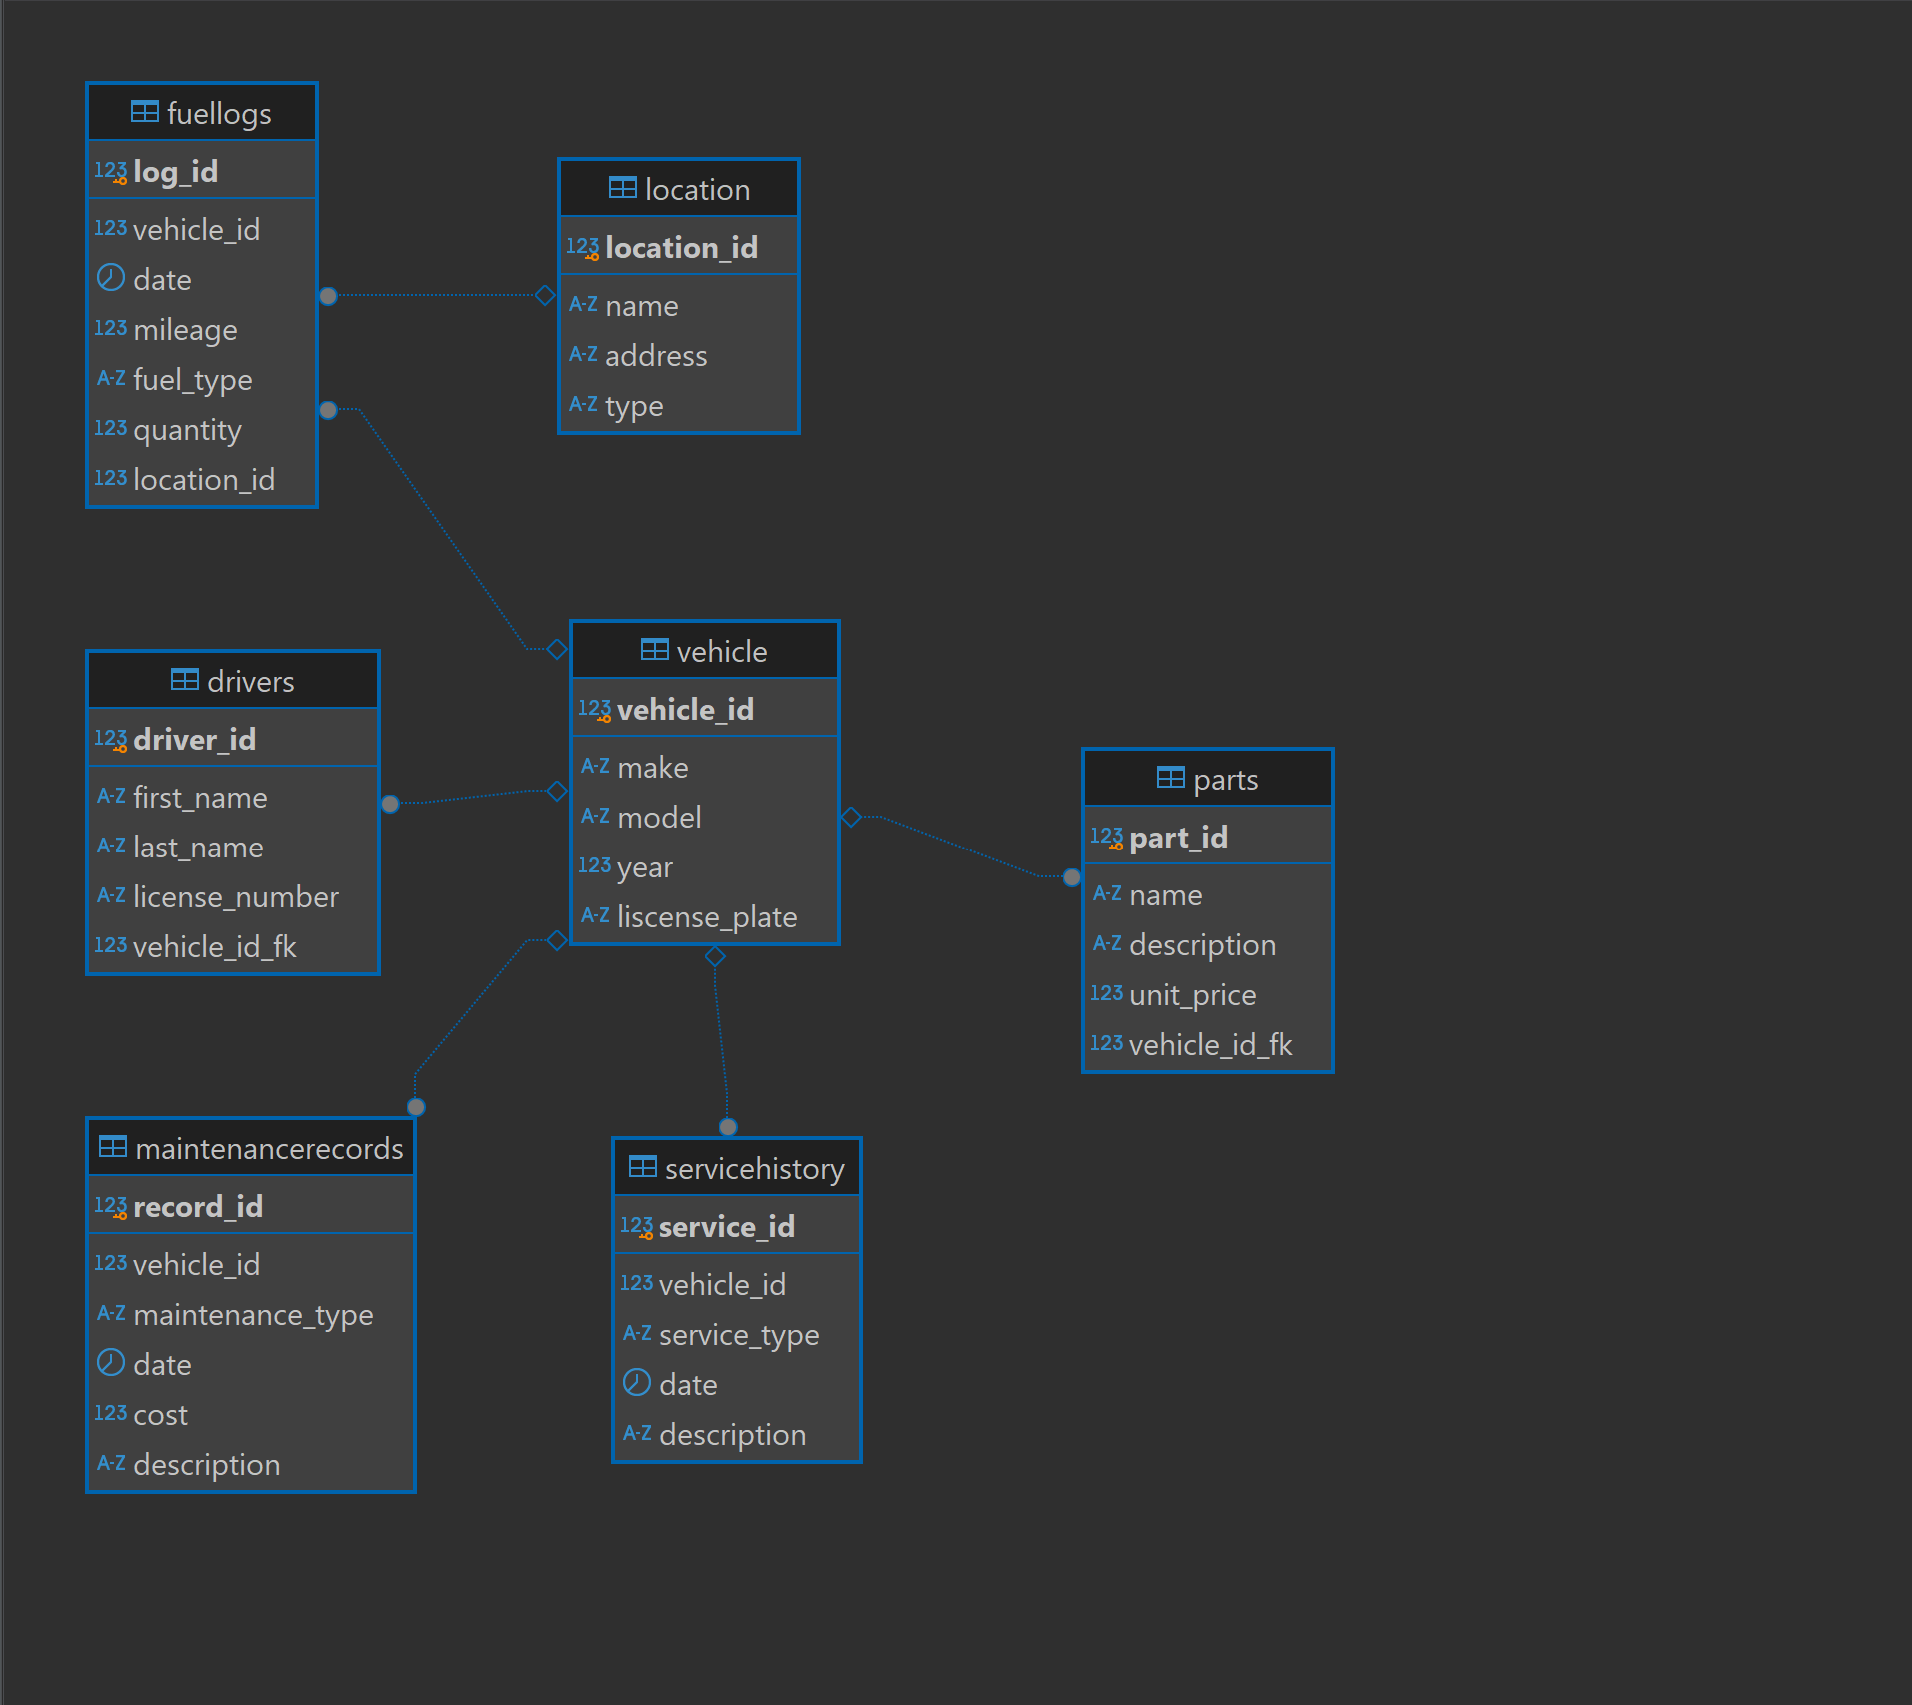 fuellogs
123 log_id
123 vehicle_id
date
123 mileage
A-Z fuel_type
123 quantity
123 location_id
location
123 location_id
A-Z name
A-Z address
A-Z type
drivers
123 driver_id
A-Z first_name
A-Z last_name
A-Z license_number
123 vehicle_id_fk
vehicle
123 vehicle_id
A-Z make
A-Z model
123 year
A-Z liscense_plate
parts
123 part_id
A-Z name
A-Z description
123 unit_price
123 vehicle_id_fk
maintenancerecords
123 record_id
123 vehicle_id
A-Z maintenance_type
date
123 cost
A-Z description
servicehistory
123 service_id
123 vehicle_id
A-Z service_type
date
A-Z description